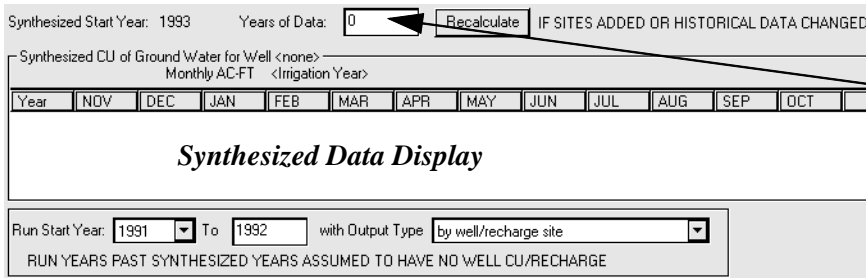 Synthesized Start Year: 1993 Years of Data: 0 Recalculate IF SITES ADDED OR HISTORICAL DATA CHANGED
Synthesized CU of Ground Water for Well <none>
Monthly AC-FT <Irrigation Year>
Year NOV DEC JAN FEB MAR APR MAY JUN JUL AUG SEP OCT
Synthesized Data Display
Run Start Year: 1991 To 1992 with Output Type by well/recharge site
RUN YEARS PAST SYNTHESIZED YEARS ASSUMED TO HAVE NO WELL CU/RECHARGE